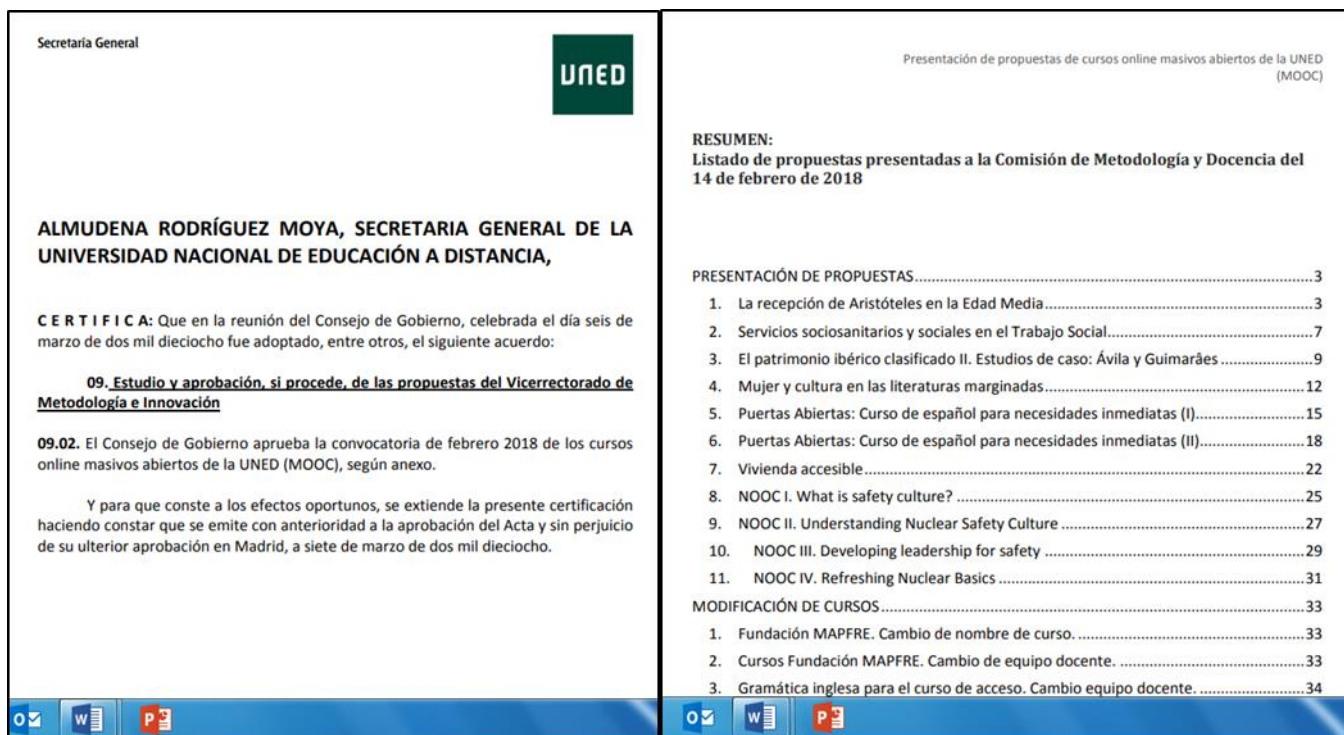 Secretaría General
UNED
ALMUDENA RODRÍGUEZ MOYA, SECRETARIA GENERAL DE LA
UNIVERSIDAD NACIONAL DE EDUCACIÓN A DISTANCIA,
C E R T I F I C A: Que en la reunión del Consejo de Gobierno, celebrada el día seis de
marzo de dos mil dieciocho fue adoptado, entre otros, el siguiente acuerdo:
09. Estudio y aprobación, si procede, de las propuestas del Vicerrectorado de
Metodología e Innovación
09.02. El Consejo de Gobierno aprueba la convocatoria de febrero 2018 de los cursos
online masivos abiertos de la UNED (MOOC), según anexo.
Y para que conste a los efectos oportunos, se extiende la presente certificación
haciendo constar que se emite con anterioridad a la aprobación del Acta y sin perjuicio
de su ulterior aprobación en Madrid, a siete de marzo de dos mil dieciocho.
Presentación de propuestas de cursos online masivos abiertos de la UNED
(MOOC)
RESUMEN:
Listado de propuestas presentadas a la Comisión de Metodología y Docencia del
14 de febrero de 2018
PRESENTACIÓN DE PROPUESTAS 3
1. La recepción de Aristóteles en la Edad Media 3
2. Servicios sociosanitarios y sociales en el Trabajo Social 7
3. El patrimonio ibérico clasificado II. Estudios de caso: Ávila y Guimarâes 9
4. Mujer y cultura en las literaturas marginadas 12
5. Puertas Abiertas: Curso de español para necesidades inmediatas (I) 15
6. Puertas Abiertas: Curso de español para necesidades inmediatas (II) 18
7. Vivienda accesible 22
8. NOOC I. What is safety culture? 25
9. NOOC II. Understanding Nuclear Safety Culture 27
10. NOOC III. Developing leadership for safety 29
11. NOOC IV. Refreshing Nuclear Basics 31
MODIFICACIÓN DE CURSOS 33
1. Fundación MAPFRE. Cambio de nombre de curso. 33
2. Cursos Fundación MAPFRE. Cambio de equipo docente. 33
3. Gramática inglesa para el curso de acceso. Cambio equipo docente. 34